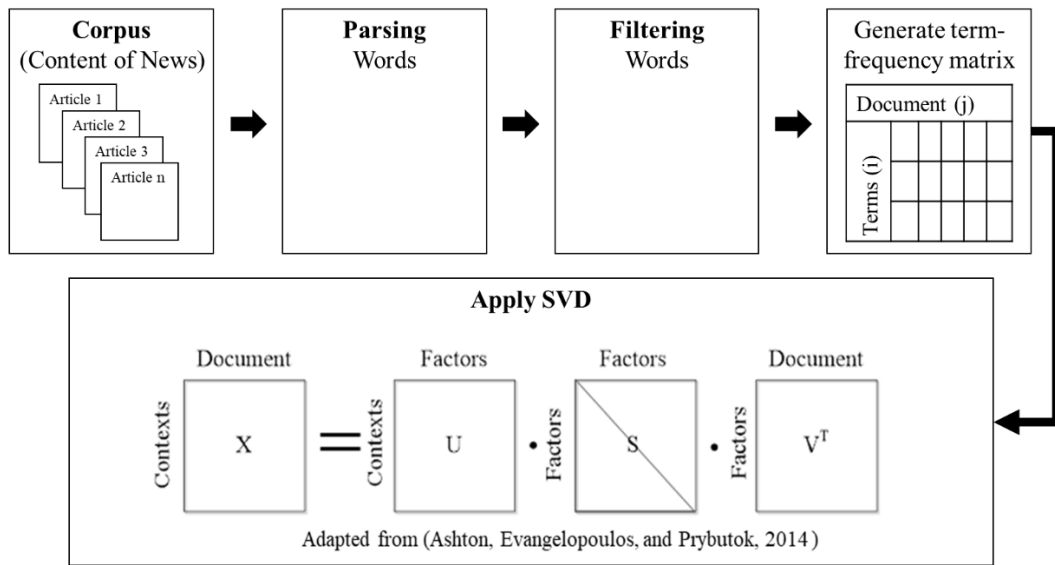 Corpus
(Content of News)
Article 1
Article 2
Article 3
Article n
Parsing
Words
Filtering
Words
Generate term-
frequency matrix
Document (j)
Terms (i)
Apply SVD
Document
Factors
Factors
Document
Contexts
X
=
Contexts
U
•
Factors
S
•
Factors
Vᵀ
Adapted from (Ashton, Evangelopoulos, and Prybutok, 2014)